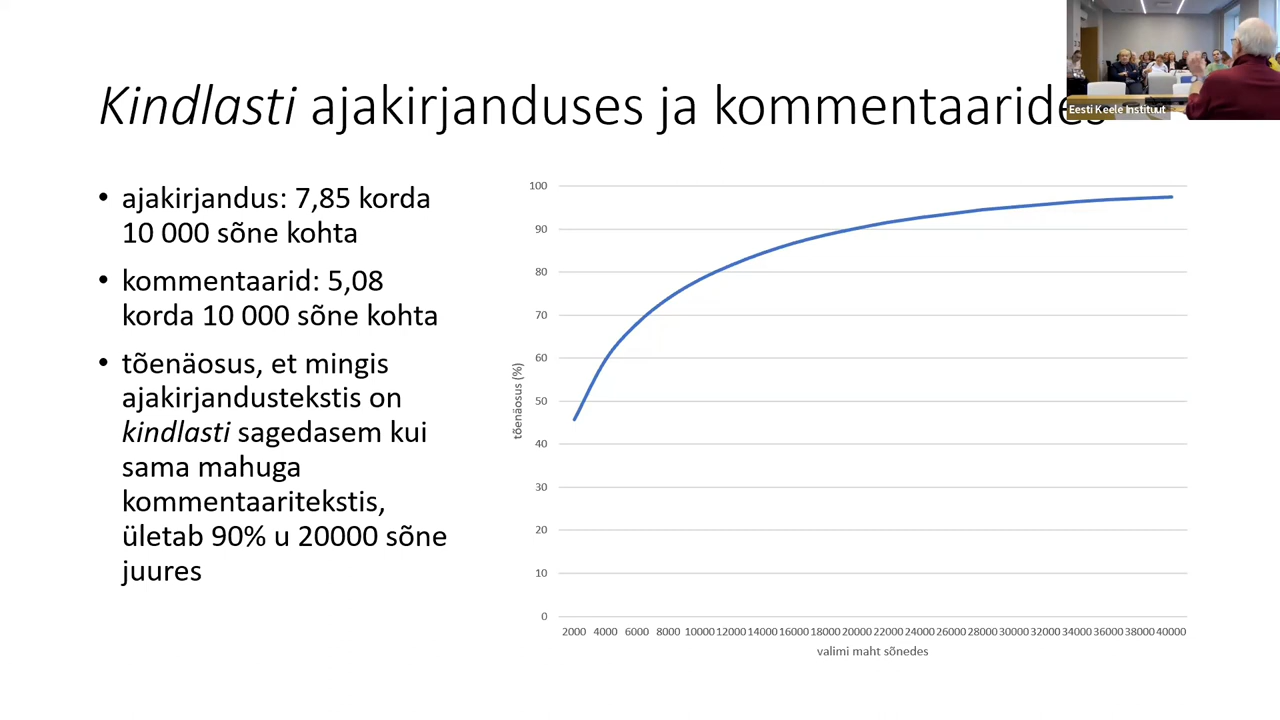 Kindlasti ajakirjanduses ja kommentaarides
Eesti Keele Instituut
• ajakirjandus: 7,85 korda
10 000 sõne kohta
• kommentaarid: 5,08
korda 10 000 sõne kohta
• tõenäosus, et mingis
ajakirjandustekstis on
kindlasti sagedasem kui
sama mahuga
kommentaaritekstis,
ületab 90% u 20000 sõne
juures
tõenäosus (%)
100
90
80
70
60
50
40
30
20
10
0
2000 4000 6000 8000 10000 12000 14000 16000 18000 20000 22000 24000 26000 28000 30000 32000 34000 36000 38000 40000
valimi maht sõnedes